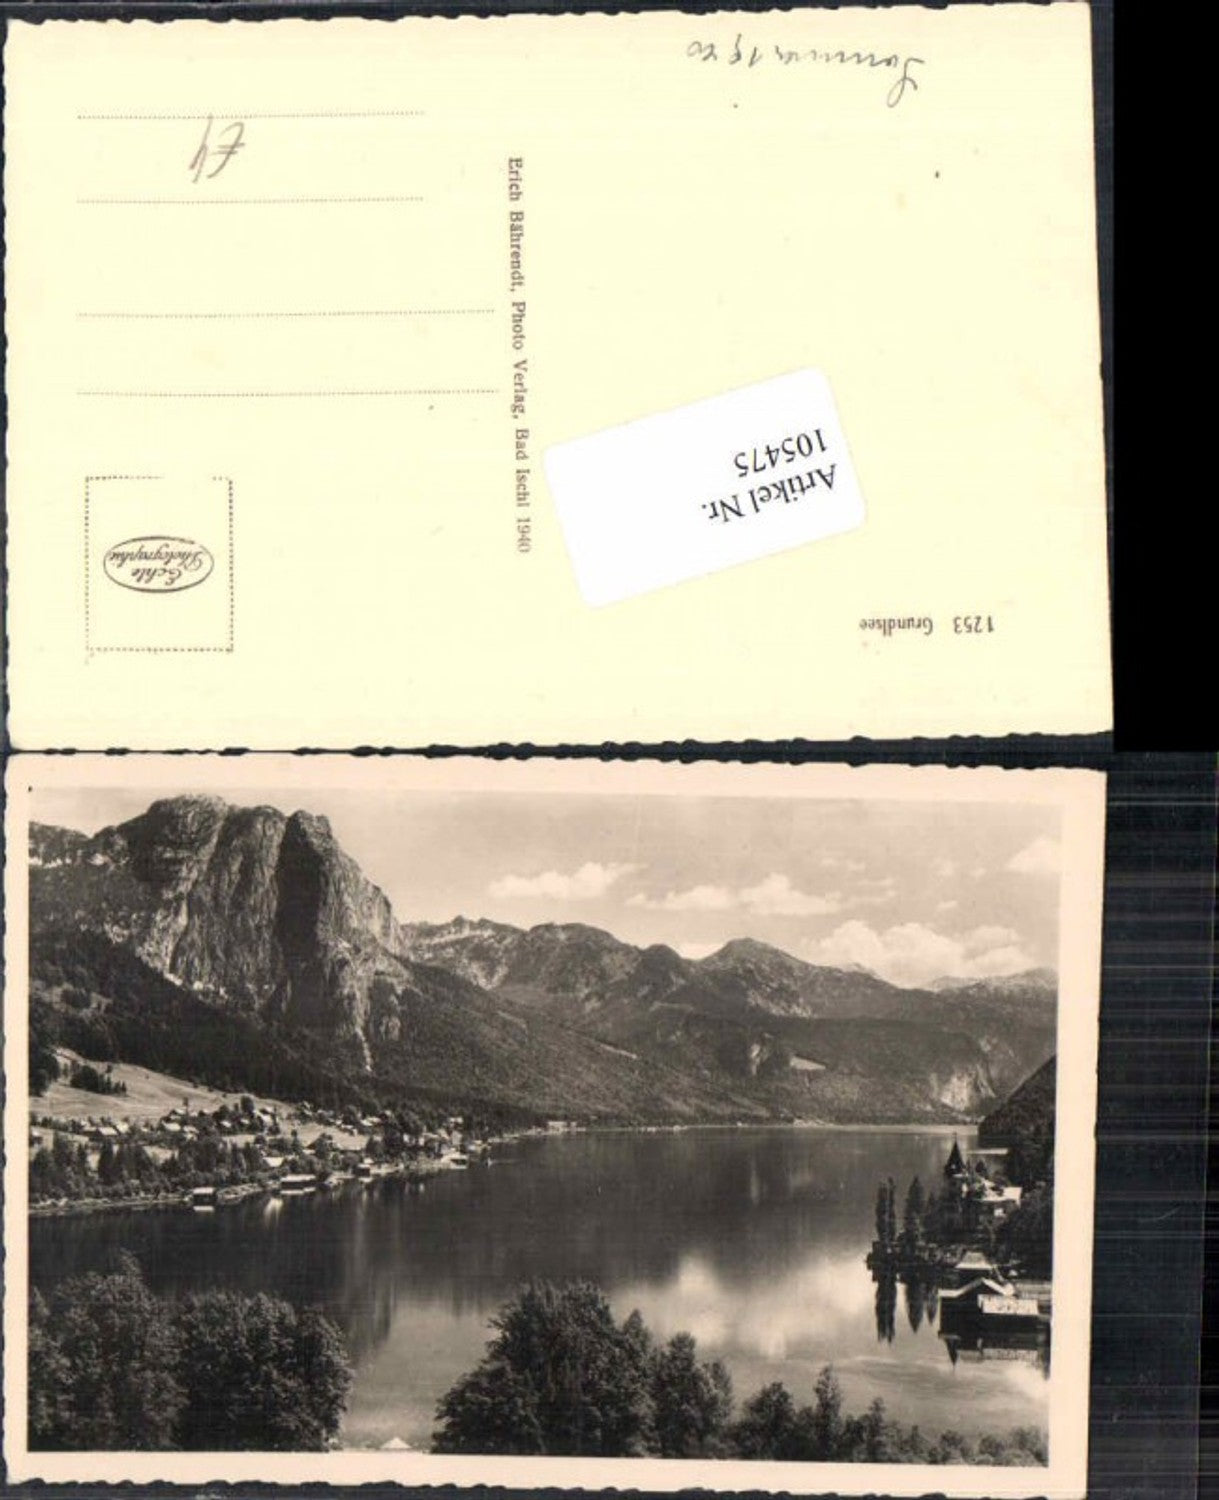 1253 Grundlsee
Artikel Nr.
105475
Erich Bährendt, Photo Verlag, Bad Ischl 1940
Echte
Photographie
Sommer 1940